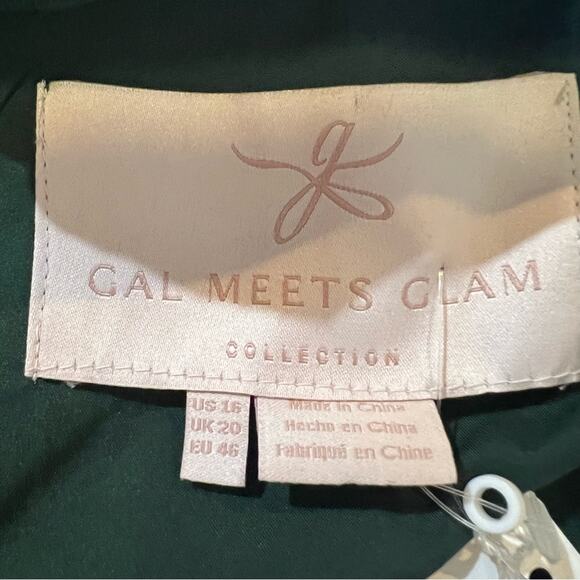 g
GAL MEETS GLAM
COLLECTION
US 16
UK 20
EU 46
Made in China
Hecho en China
Fabriqué en Chine